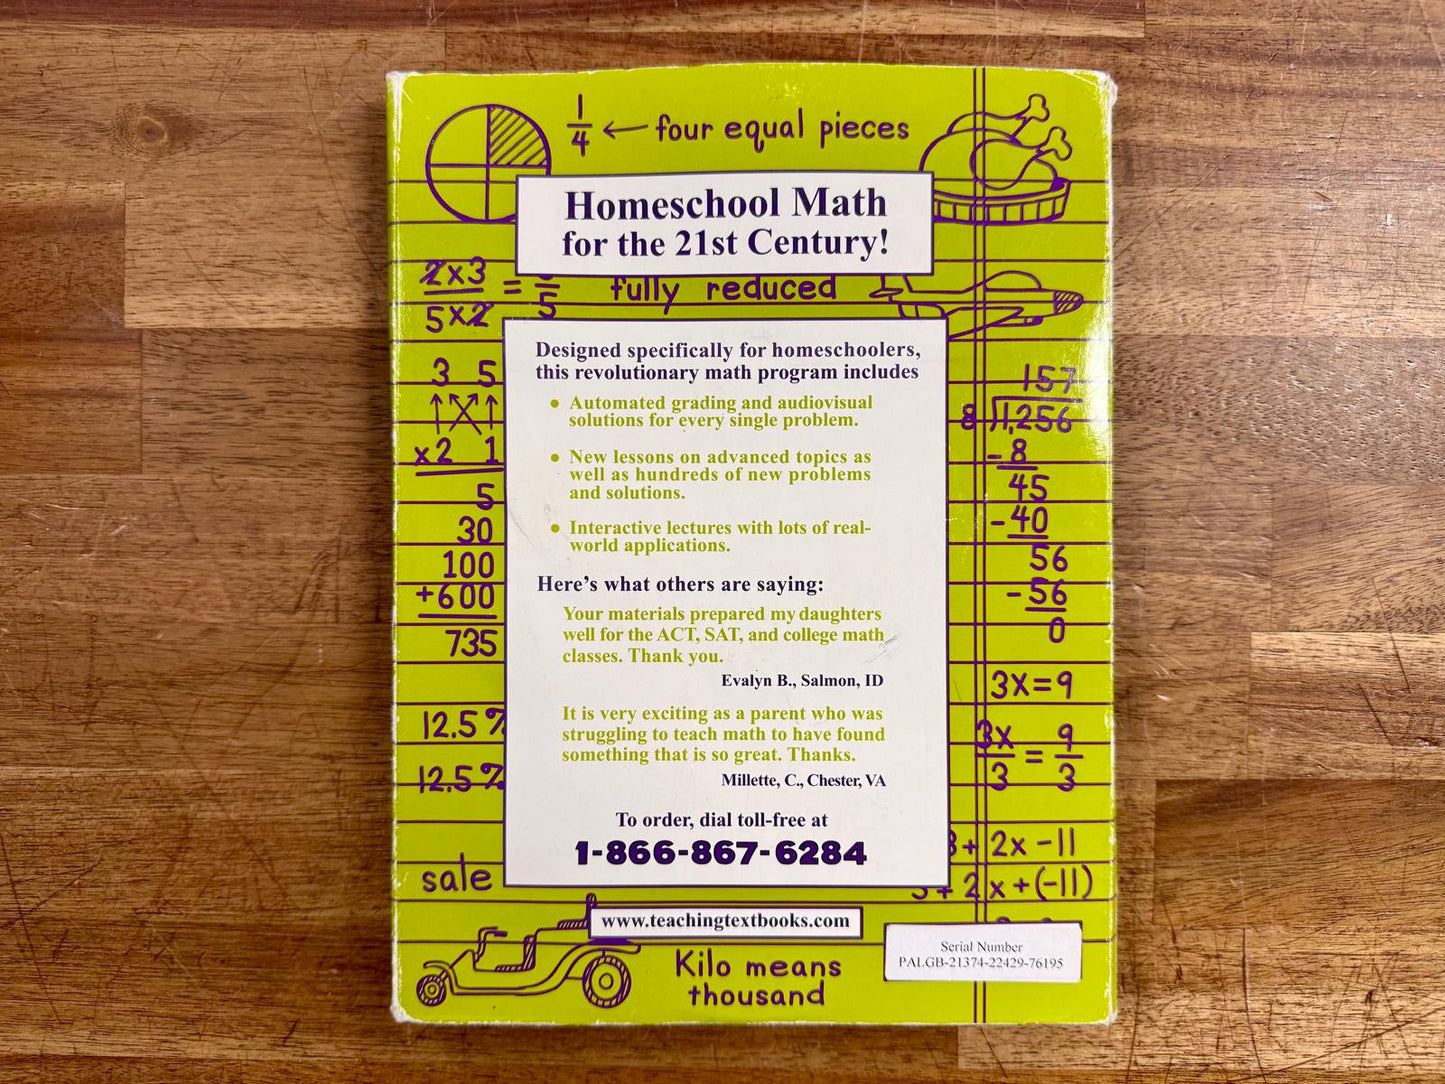 1
4 ← four equal pieces
Homeschool Math
for the 21st Century!
2x3
5x2
=
5
fully reduced
Designed specifically for homeschoolers,
this revolutionary math program includes
• Automated grading and audiovisual
solutions for every single problem.
• New lessons on advanced topics as
well as hundreds of new problems
and solutions.
• Interactive lectures with lots of real-
world applications.
Here's what others are saying:
Your materials prepared my daughters
well for the ACT, SAT, and college math
classes. Thank you.
Evalyn B., Salmon, ID
It is very exciting as a parent who was
struggling to teach math to have found
something that is so great. Thanks.
Millette, C., Chester, VA
To order, dial toll-free at
1-866-867-6284
www.teachingtextbooks.com
3 5
x2 1
5
30
100
+600
735
12.5%
12.5%
sale
157
8)1,256
-8
45
-40
56
-56
0
3x=9
3x = 9
3 3
+ 2x -11
+ 2x+(-11)
Kilo means
thousand
Serial Number
PALGB-21374-22429-76195